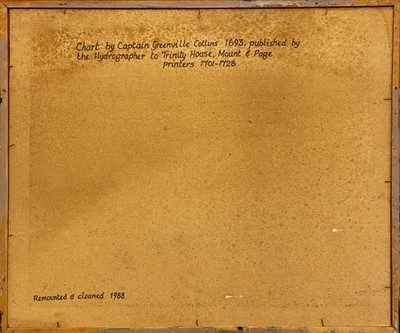 Chart by Captain Greenville Collins 1693, published by
the Hydrographer to Trinity House, Mount & Page
printers 1701-1728
Remounted & cleaned 1988